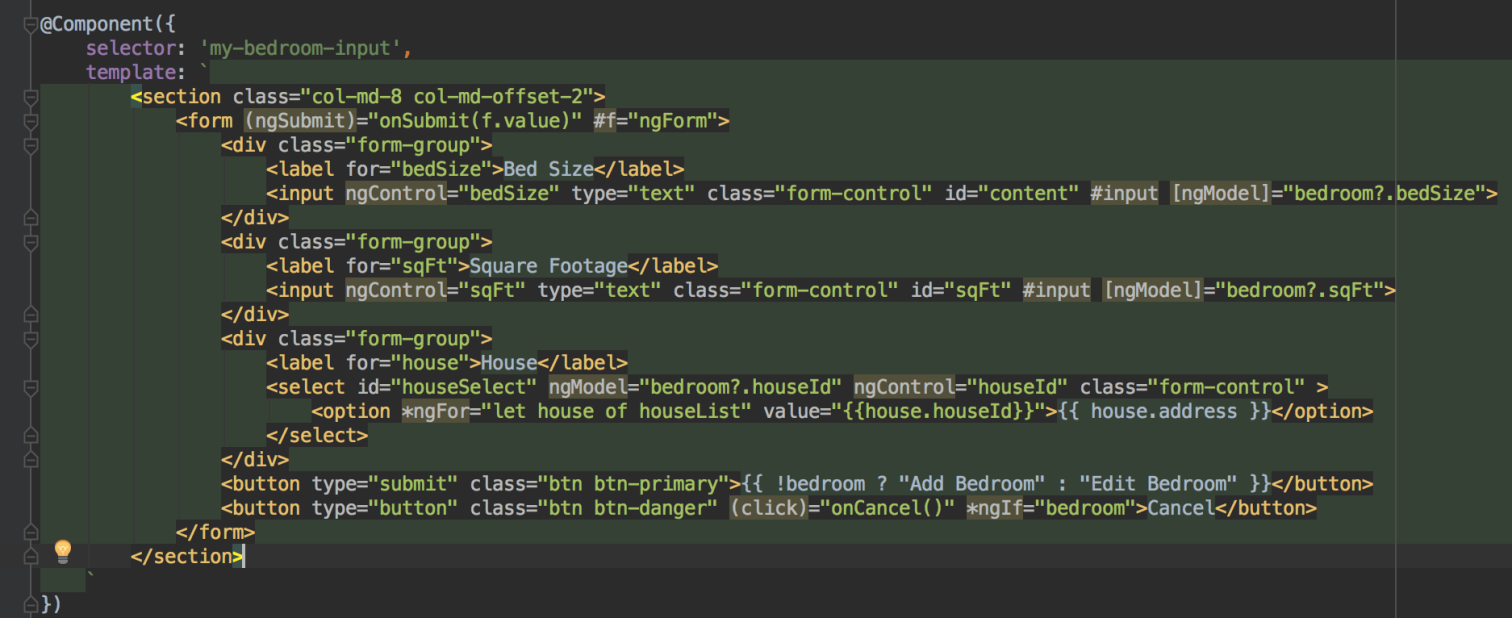 @Component({
    selector: 'my-bedroom-input',
    template: `
        <section class="col-md-8 col-md-offset-2">
            <form (ngSubmit)="onSubmit(f.value)" #f="ngForm">
                <div class="form-group">
                    <label for="bedSize">Bed Size</label>
                    <input ngControl="bedSize" type="text" class="form-control" id="content" #input [ngModel]="bedroom?.bedSize">
                </div>
                <div class="form-group">
                    <label for="sqFt">Square Footage</label>
                    <input ngControl="sqFt" type="text" class="form-control" id="sqFt" #input [ngModel]="bedroom?.sqFt">
                </div>
                <div class="form-group">
                    <label for="house">House</label>
                    <select id="houseSelect" ngModel="bedroom?.houseId" ngControl="houseId" class="form-control" >
                        <option *ngFor="let house of houseList" value="{{house.houseId}}">{{ house.address }}</option>
                    </select>
                </div>
                <button type="submit" class="btn btn-primary">{{ !bedroom ? "Add Bedroom" : "Edit Bedroom" }}</button>
                <button type="button" class="btn btn-danger" (click)="onCancel()" *ngIf="bedroom">Cancel</button>
            </form>
        </section>
    `
})